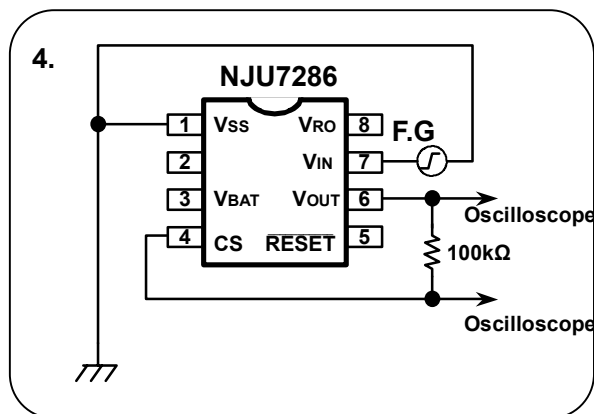 4.
NJU7286
1 VSS VRO 8
F.G
2 VIN 7
3 VBAT VOUT 6
Oscilloscope
4 CS RESET 5
100kΩ
Oscilloscope